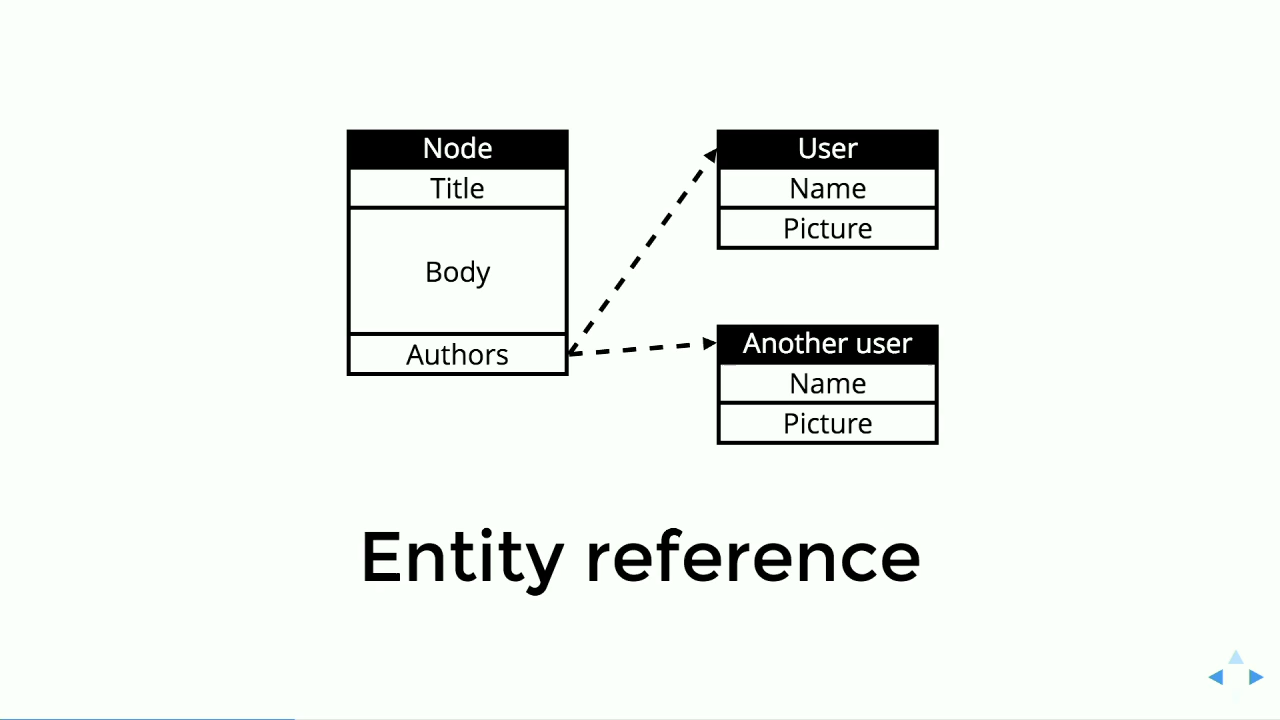 Node
Title
Body
Authors
User
Name
Picture
Another user
Name
Picture
Entity reference